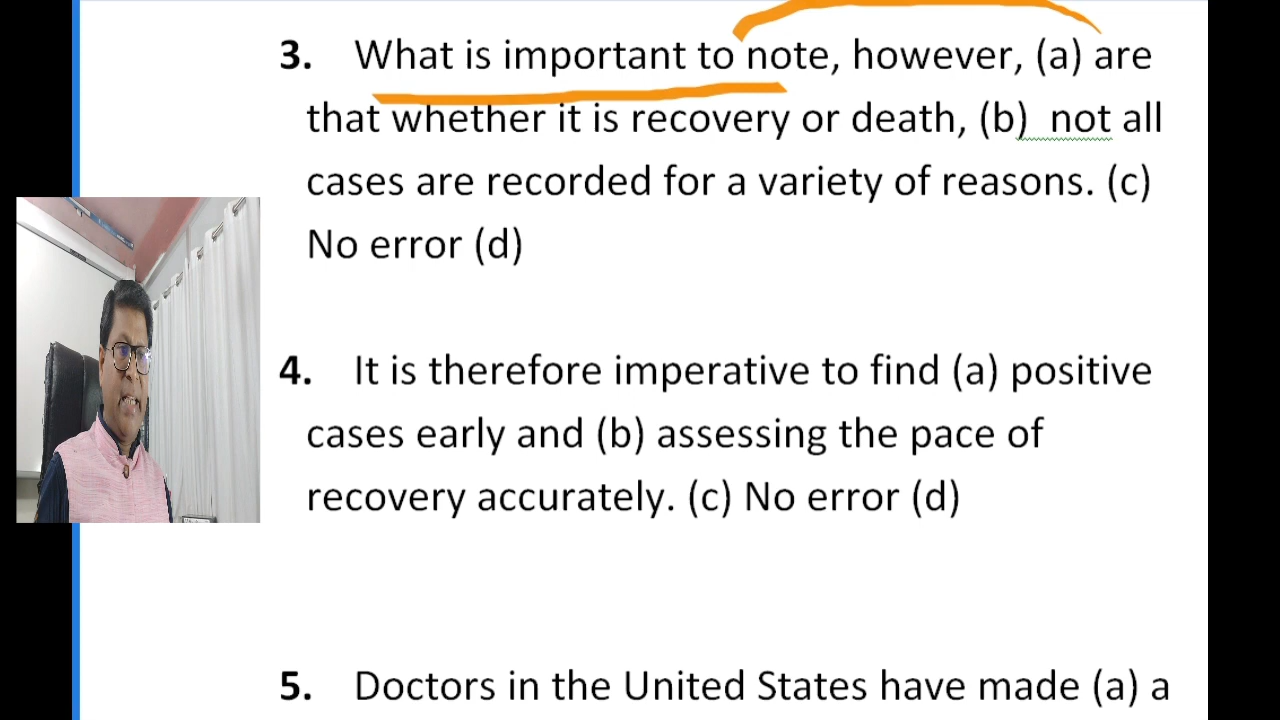 3. What is important to note, however, (a) are
that whether it is recovery or death, (b) not all
cases are recorded for a variety of reasons. (c)
No error (d)
4. It is therefore imperative to find (a) positive
cases early and (b) assessing the pace of
recovery accurately. (c) No error (d)
5. Doctors in the United States have made (a) a